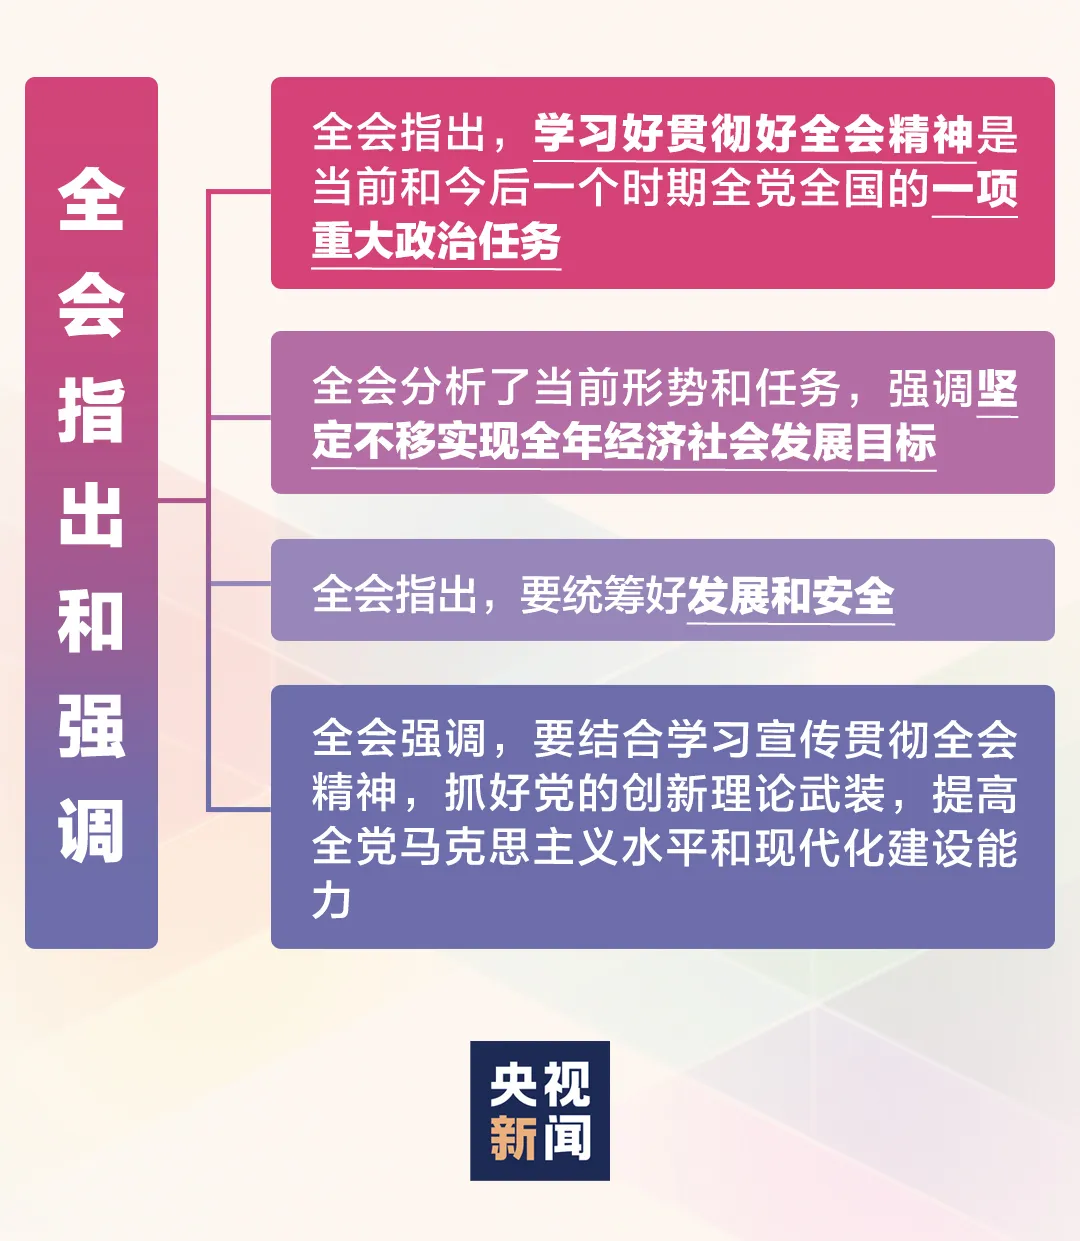 全会指出和强调
全会指出，学习好贯彻好全会精神是
当前和今后一个时期全党全国的一项
重大政治任务
全会分析了当前形势和任务，强调坚
定不移实现全年经济社会发展目标
全会指出，要统筹好发展和安全
全会强调，要结合学习宣传贯彻全会
精神，抓好党的创新理论武装，提高
全党马克思主义水平和现代化建设能
力
央视
新闻